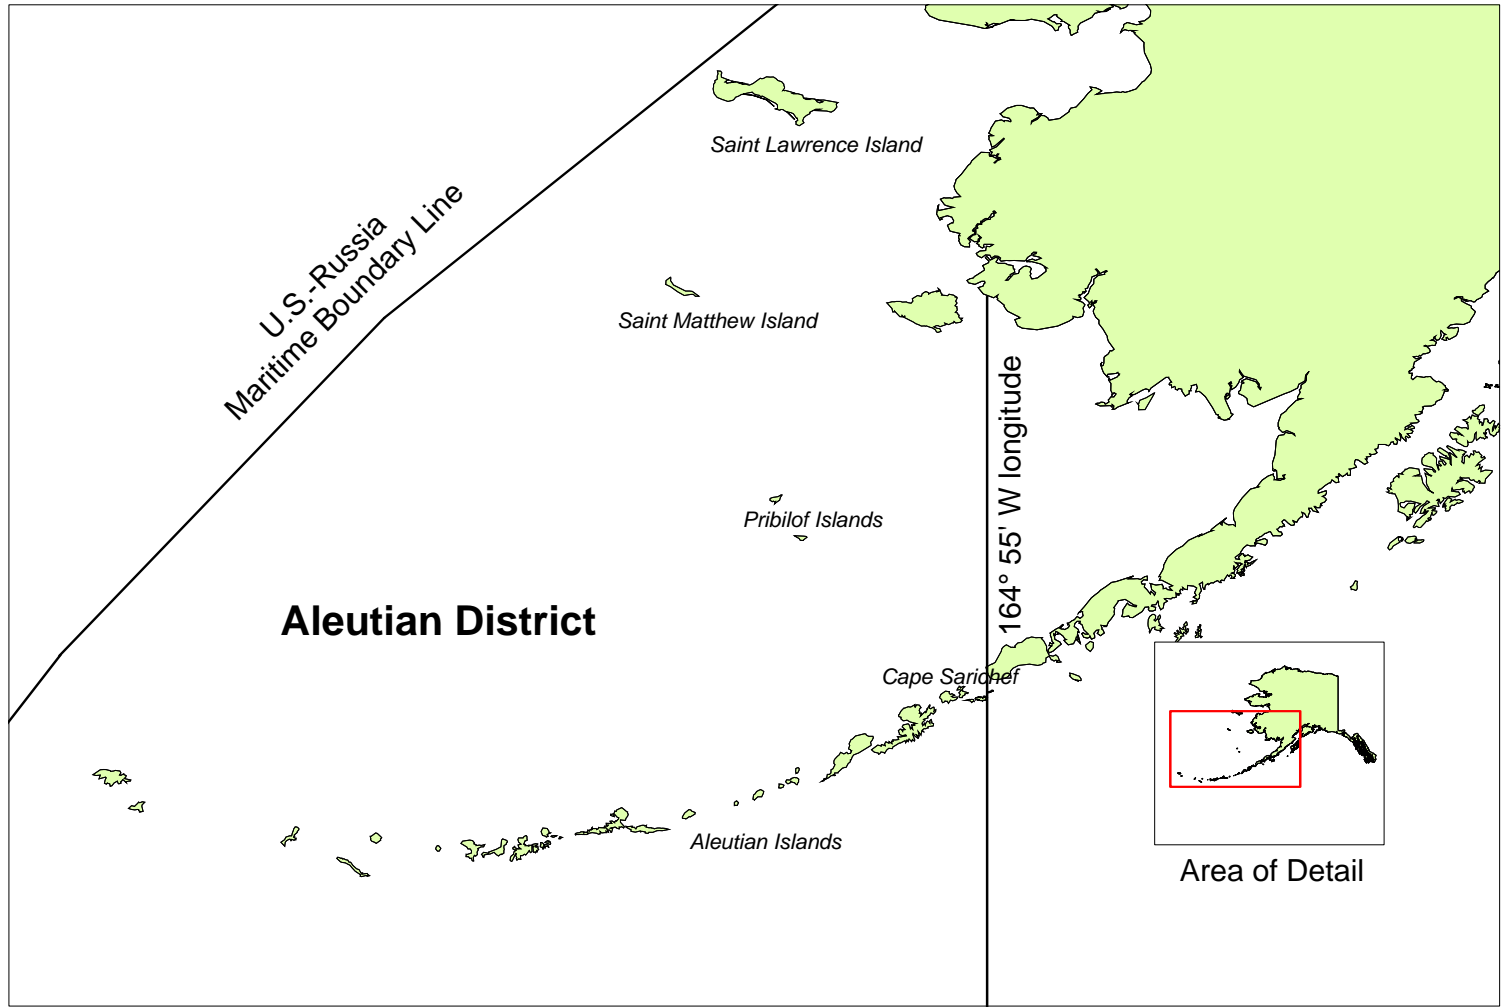 Saint Lawrence Island
U.S.-Russia
Maritime Boundary Line
Saint Matthew Island
164° 55' W longitude
Pribilof Islands
Aleutian District
Cape Sarichef
Aleutian Islands
Area of Detail